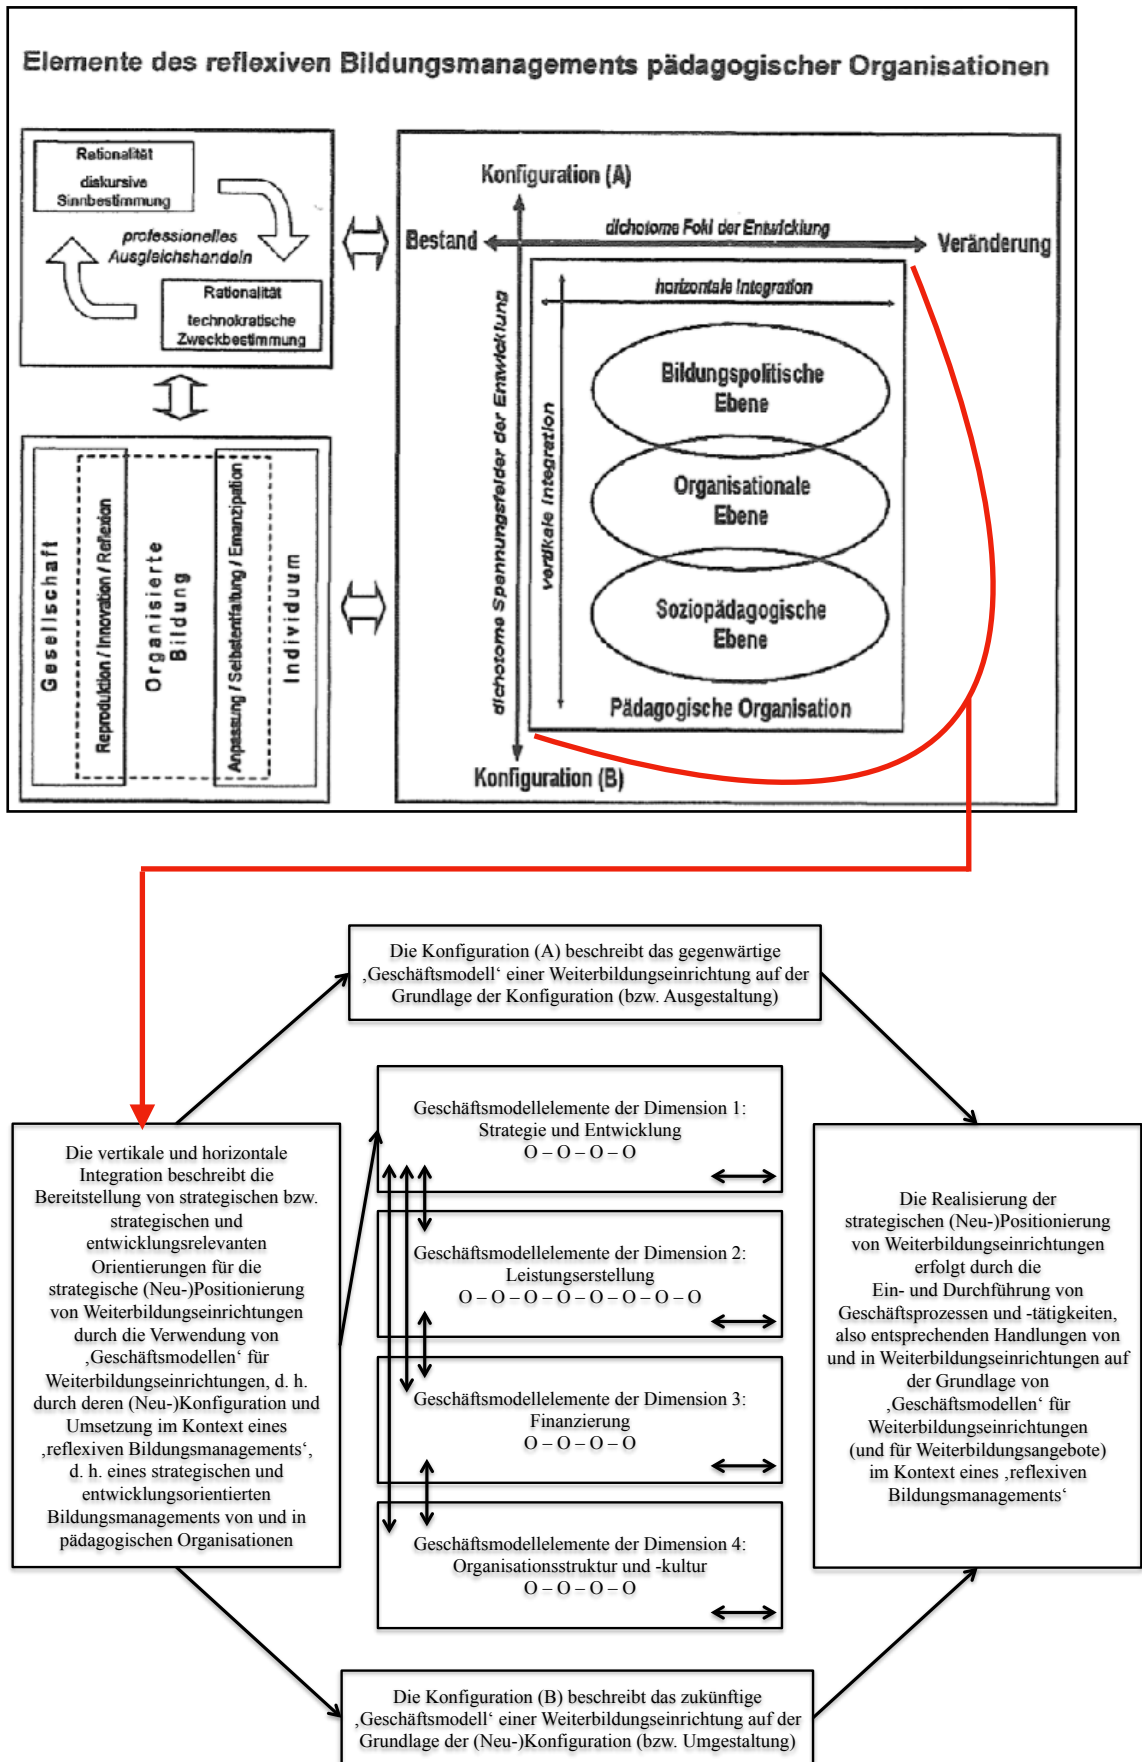 Elemente des reflexiven Bildungsmanagements pädagogischer Organisationen
Rationalität
diskursive
Sinnbestimmung
professionelles
Ausgleichshandeln
Rationalität
technokratische
Zweckbestimmung
Gesellschaft
Reproduktion / Innovation / Reflexion
Organisierte
Bildung
Anpassung / Selbstentfaltung / Emanzipation
Individuum
Konfiguration (A)
Bestand
dichotome Foki der Entwicklung
Veränderung
dichotome Spannungsfelder der Entwicklung
horizontale Integration
vertikale Integration
Bildungspolitische
Ebene
Organisationale
Ebene
Soziopädagogische
Ebene
Pädagogische Organisation
Konfiguration (B)
Die Konfiguration (A) beschreibt das gegenwärtige
‚Geschäftsmodell‘ einer Weiterbildungseinrichtung auf der
Grundlage der Konfiguration (bzw. Ausgestaltung)
Die vertikale und horizontale
Integration beschreibt die
Bereitstellung von strategischen bzw.
strategischen und
entwicklungsrelevanten
Orientierungen für die
strategische (Neu-)Positionierung
von Weiterbildungseinrichtungen
durch die Verwendung von
‚Geschäftsmodellen‘ für
Weiterbildungseinrichtungen, d. h.
durch deren (Neu-)Konfiguration und
Umsetzung im Kontext eines
‚reflexiven Bildungsmanagements‘,
d. h. eines strategischen und
entwicklungsorientierten
Bildungsmanagements von und in
pädagogischen Organisationen
Geschäftsmodellelemente der Dimension 1:
Strategie und Entwicklung
O – O – O – O
Geschäftsmodellelemente der Dimension 2:
Leistungserstellung
O – O – O – O – O – O – O – O
Geschäftsmodellelemente der Dimension 3:
Finanzierung
O – O – O – O
Geschäftsmodellelemente der Dimension 4:
Organisationsstruktur und -kultur
O – O – O – O
Die Realisierung der
strategischen (Neu-)Positionierung
von Weiterbildungseinrichtungen
erfolgt durch die
Ein- und Durchführung von
Geschäftsprozessen und -tätigkeiten,
also entsprechenden Handlungen von
und in Weiterbildungseinrichtungen auf
der Grundlage von
‚Geschäftsmodellen‘ für
Weiterbildungseinrichtungen
(und für Weiterbildungsangebote)
im Kontext eines ‚reflexiven
Bildungsmanagements‘
Die Konfiguration (B) beschreibt das zukünftige
‚Geschäftsmodell‘ einer Weiterbildungseinrichtung auf der
Grundlage der (Neu-)Konfiguration (bzw. Umgestaltung)